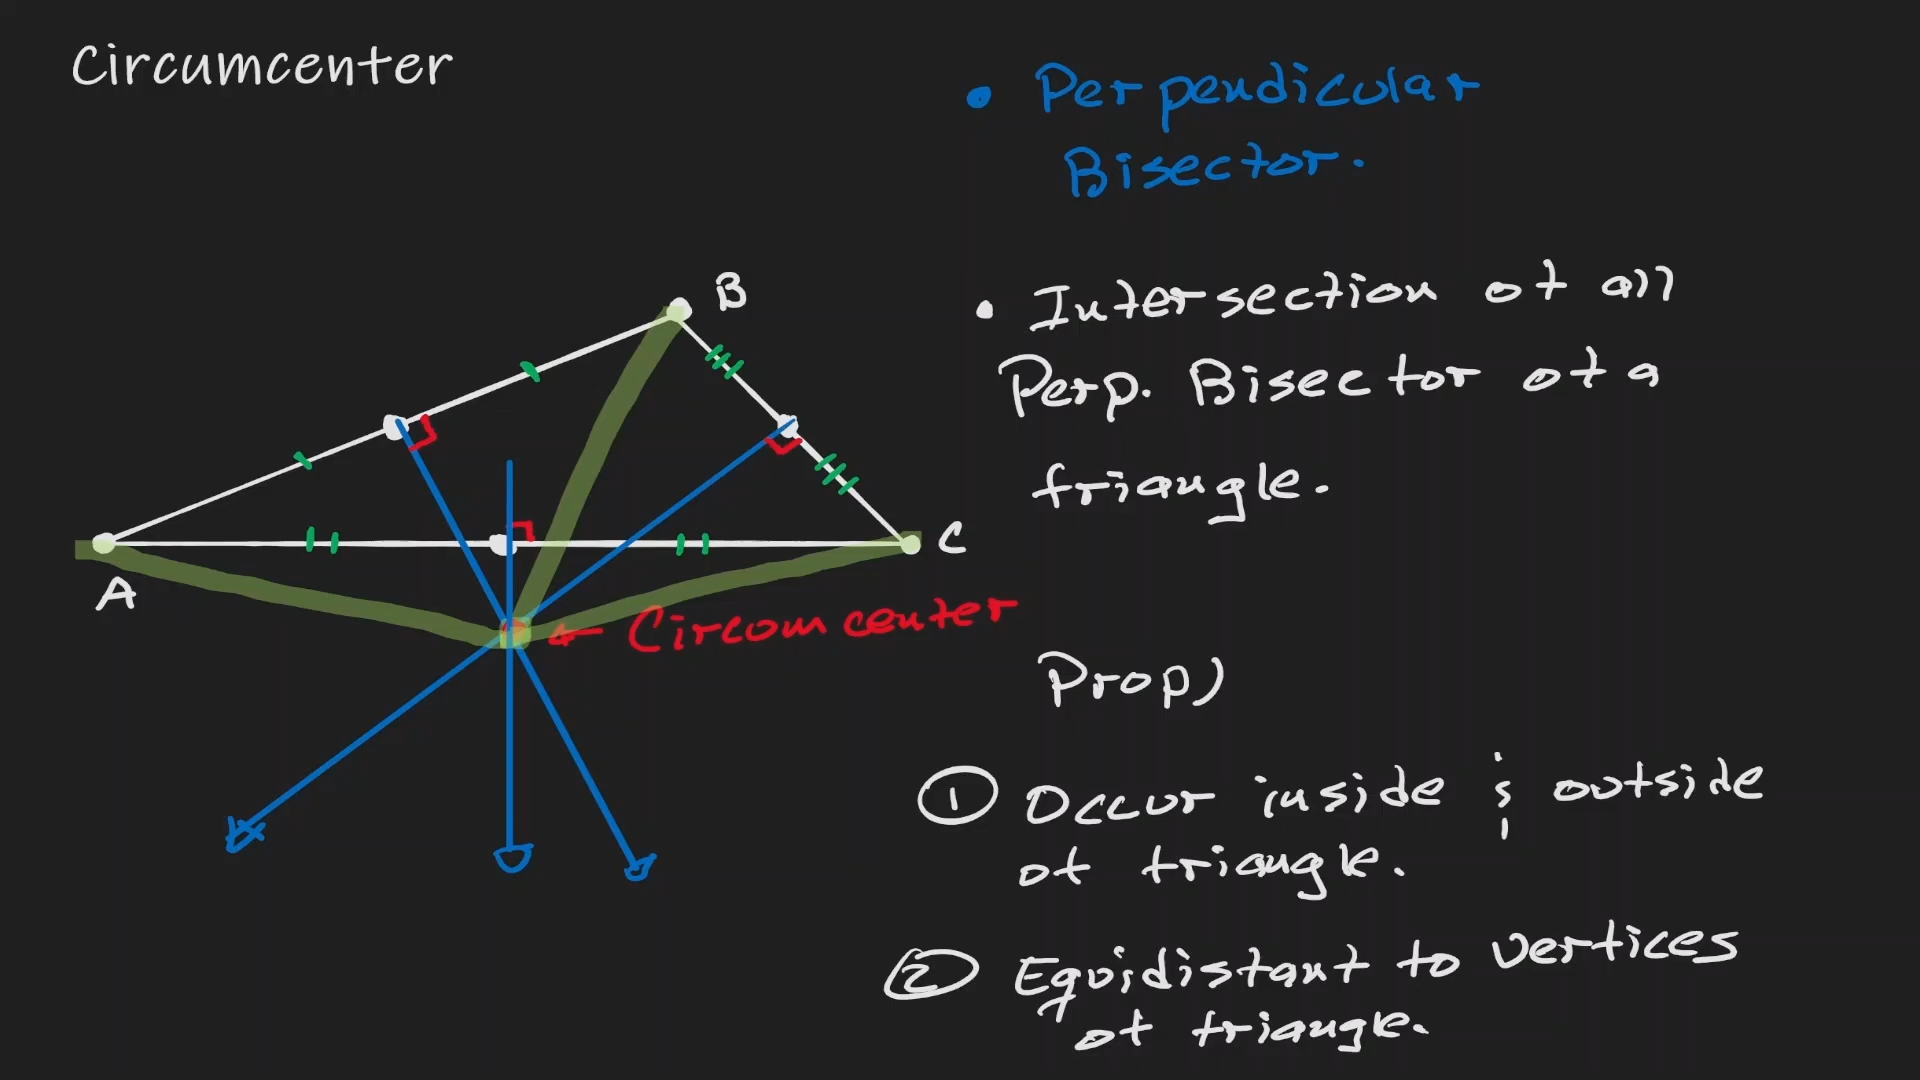 Circumcenter
• Perpendicular
Bisector.
• Intersection of all
Perp. Bisector of a
triangle.
B
C
A
← Circumcenter
Prop)
① Occur inside & outside
of triangle.
② Equidistant to vertices
of triangle.